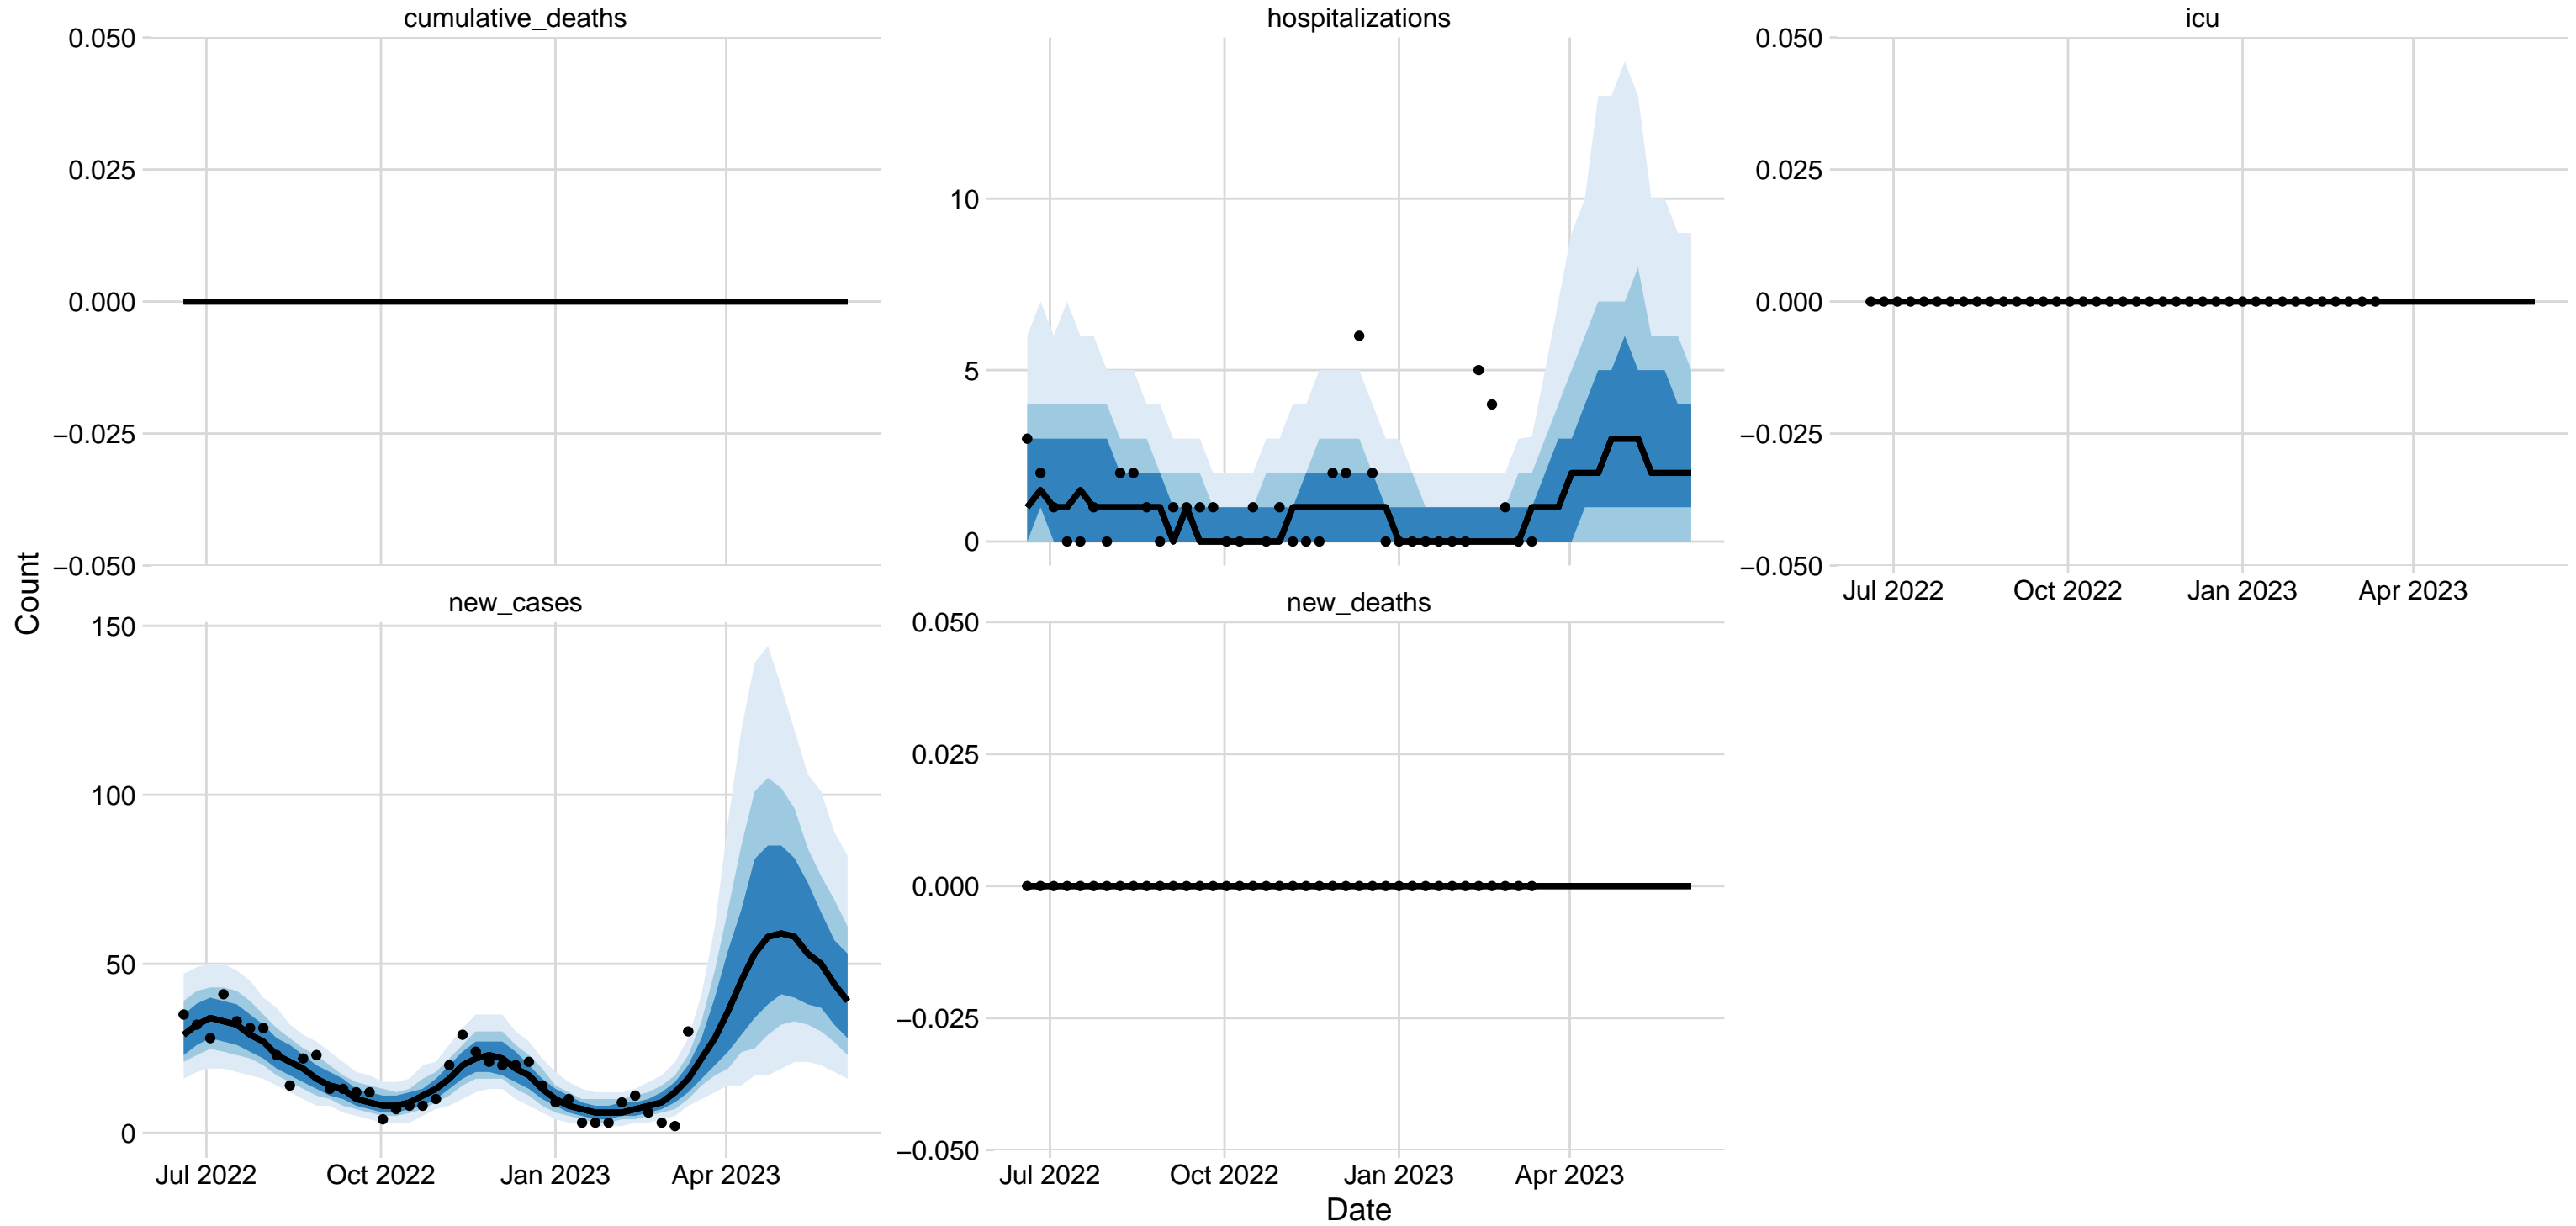 cumulative_deaths
0.050
0.025
0.000
−0.025
−0.050
hospitalizations
10
5
0
icu
0.050
0.025
0.000
−0.025
−0.050
Jul 2022 Oct 2022 Jan 2023 Apr 2023
Count
new_cases
150
100
50
0
Jul 2022 Oct 2022 Jan 2023 Apr 2023
new_deaths
0.050
0.025
0.000
−0.025
−0.050
Jul 2022 Oct 2022 Jan 2023 Apr 2023
Date